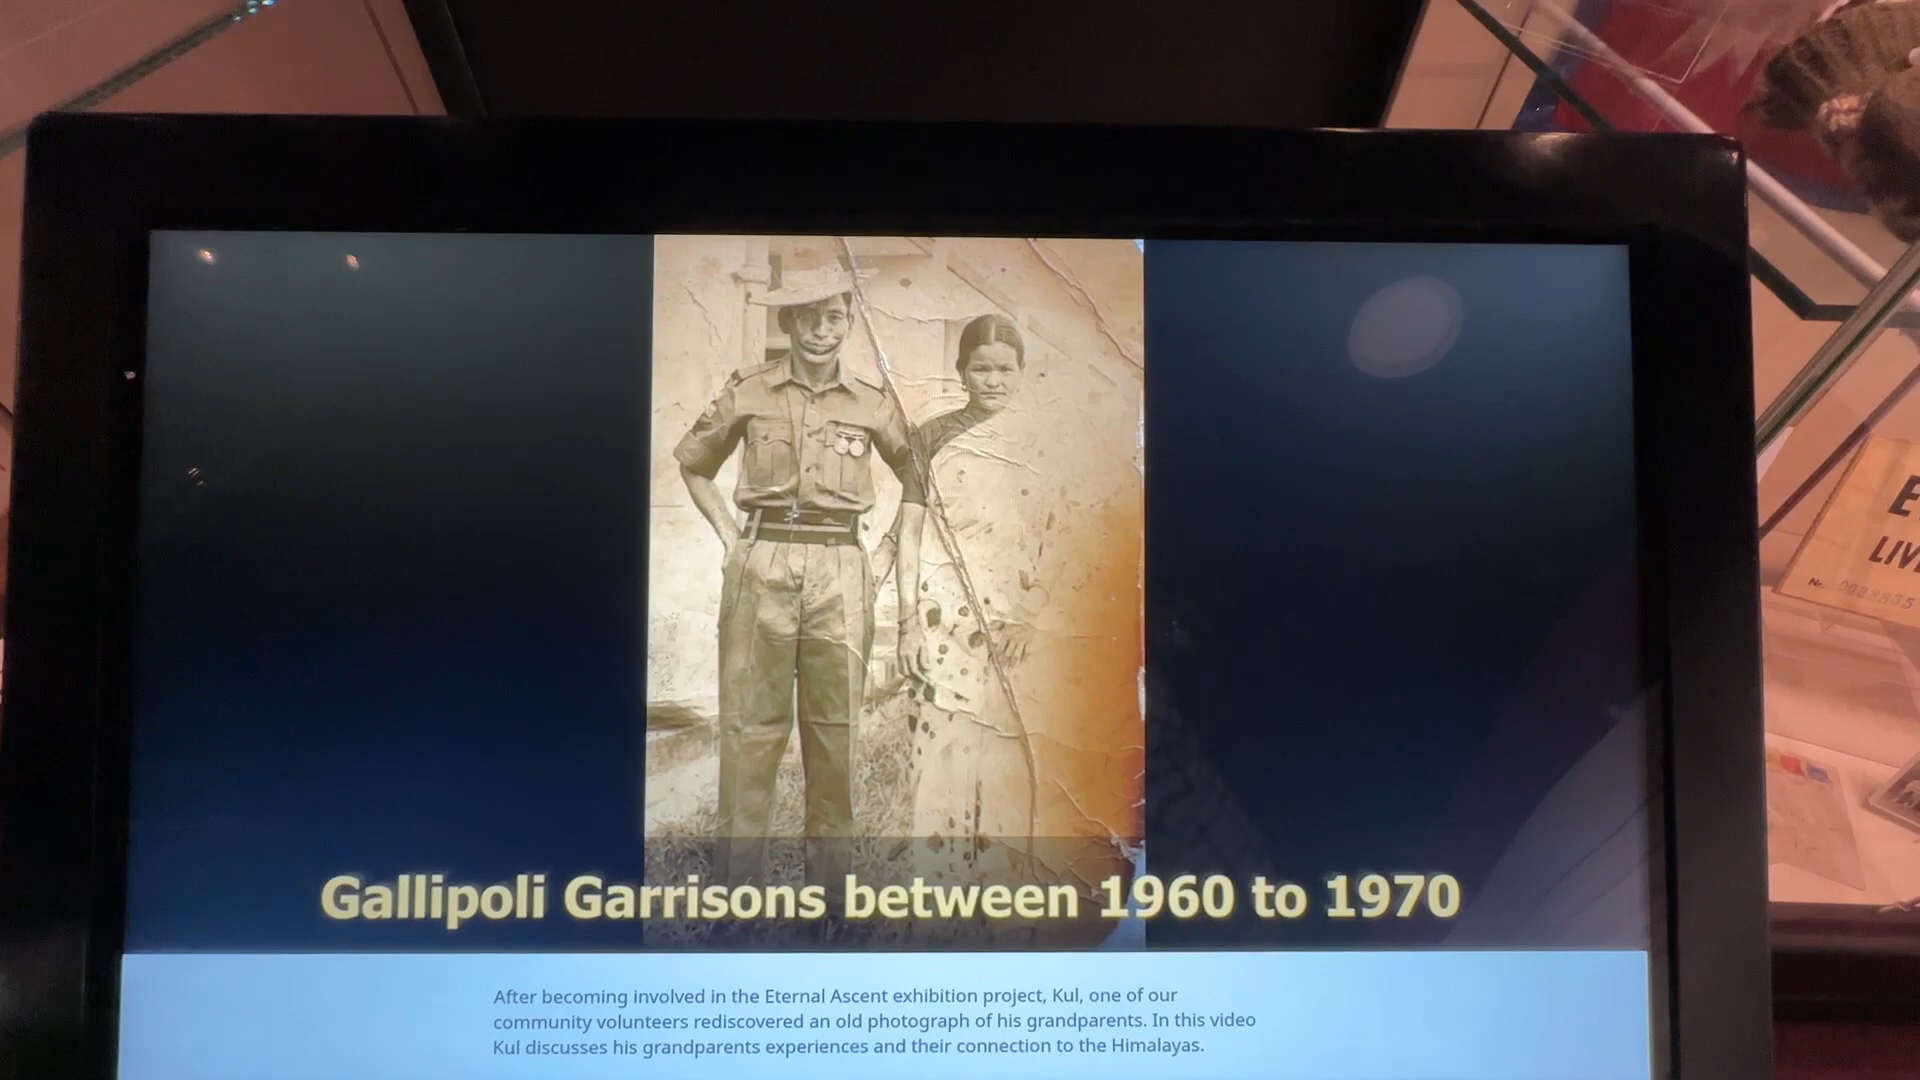 Gallipoli Garrisons between 1960 to 1970
After becoming involved in the Eternal Ascent exhibition project, Kul, one of our
community volunteers rediscovered an old photograph of his grandparents. In this video
Kul discusses his grandparents experiences and their connection to the Himalayas.